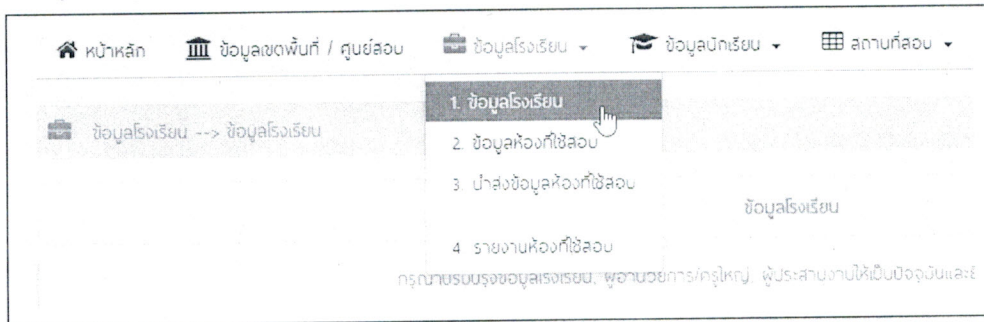 หน้าหลัก ข้อมูลเขตพื้นที่ / ศูนย์สอบ ข้อมูลโรงเรียน ข้อมูลนักเรียน สถานที่สอบ
1. ข้อมูลโรงเรียน
ข้อมูลโรงเรียน --> ข้อมูลโรงเรียน
2. ข้อมูลห้องที่ใช้สอบ
3. นำส่งข้อมูลห้องที่ใช้สอบ
ข้อมูลโรงเรียน
4. รายงานห้องที่ใช้สอบ
กรุณาปรับปรุงข้อมูลโรงเรียน, ผู้อำนวยการ/ครูใหญ่, ผู้ประสานงานให้เป็นปัจจุบันและ